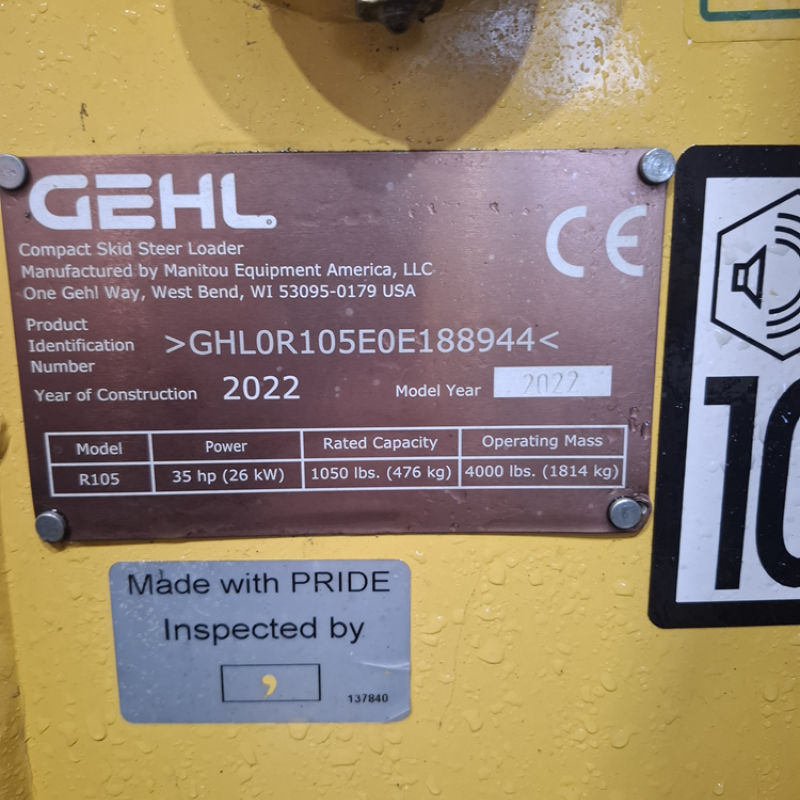 GEHL
Compact Skid Steer Loader
Manufactured by Manitou Equipment America, LLC
One Gehl Way, West Bend, WI 53095-0179 USA
CE
Product
Identification
Number
>GHL0R105E0E188944<
Year of Construction 2022 Model Year 2022
Model Power Rated Capacity Operating Mass
R105 35 hp (26 kW) 1050 lbs. (476 kg) 4000 lbs. (1814 kg)
Made with PRIDE
Inspected by
137840